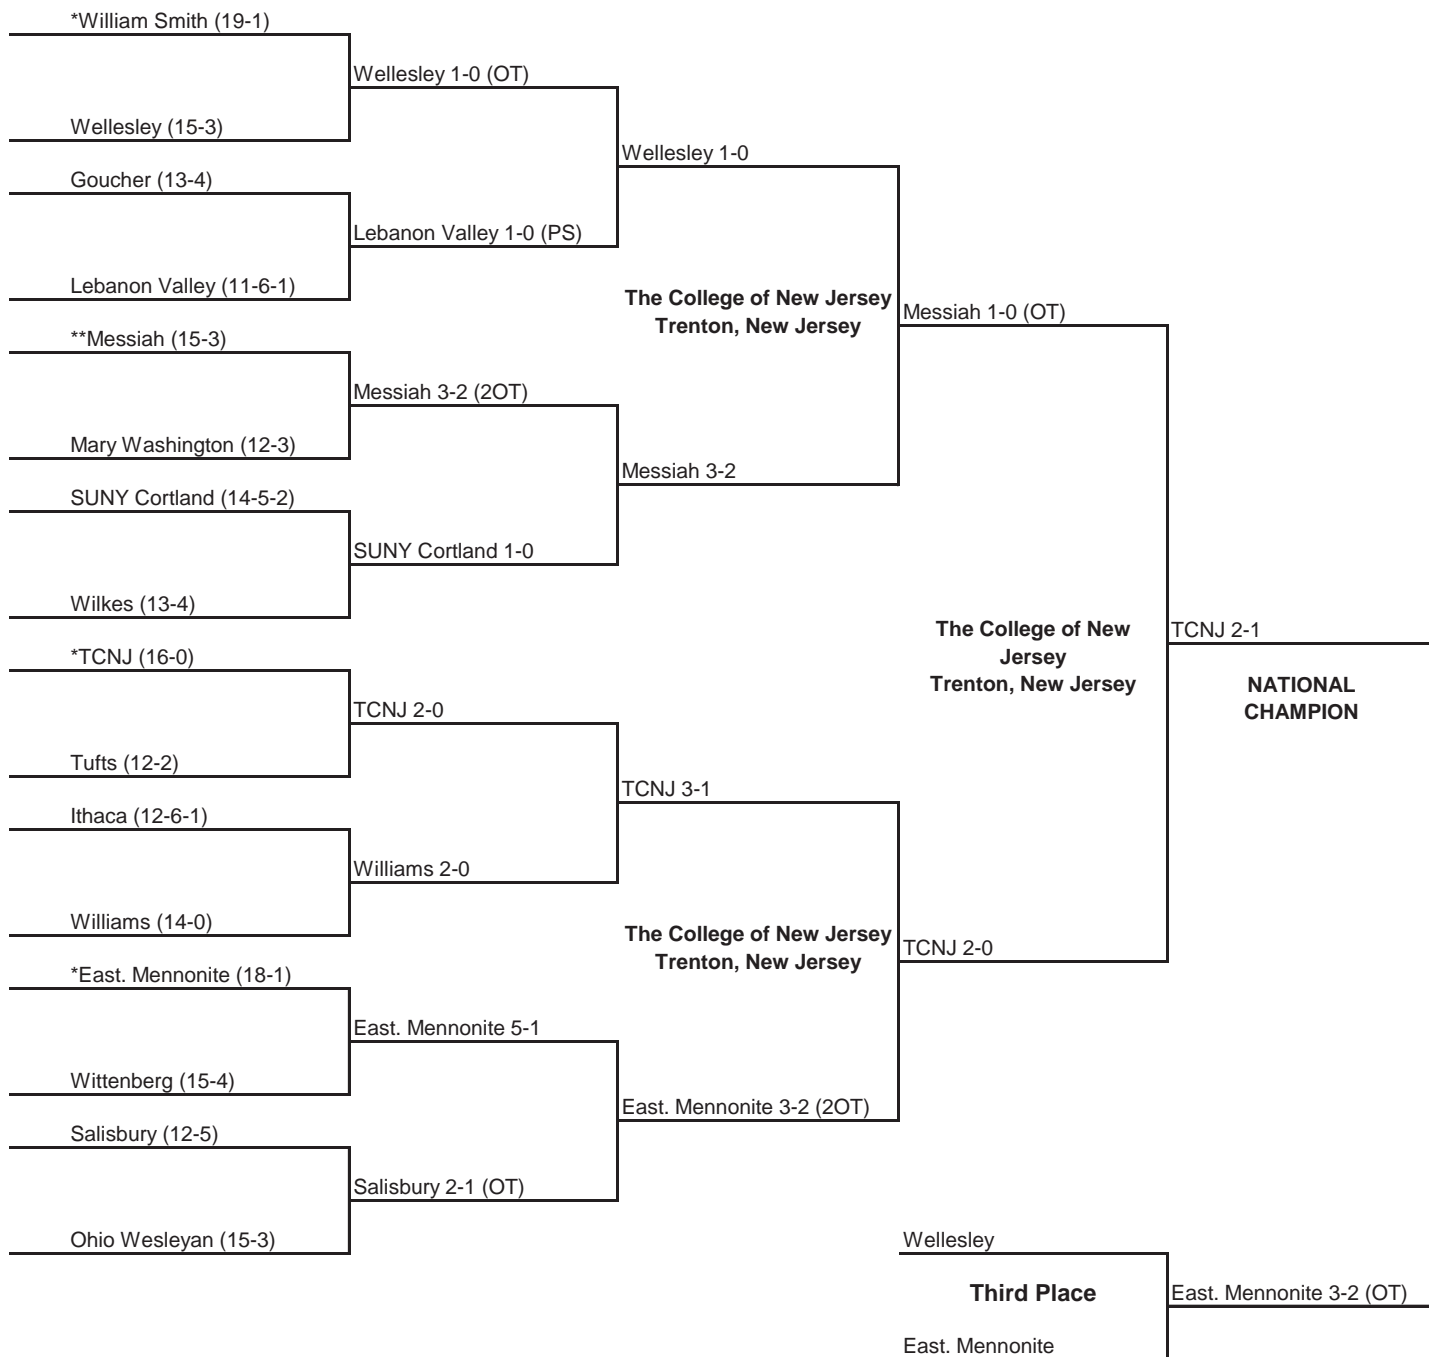 *William Smith (19-1)
Wellesley 1-0 (OT)
Wellesley (15-3)
Wellesley 1-0
Goucher (13-4)
Lebanon Valley 1-0 (PS)
Lebanon Valley (11-6-1)
The College of New Jersey
Trenton, New Jersey
Messiah 1-0 (OT)
**Messiah (15-3)
Messiah 3-2 (2OT)
Mary Washington (12-3)
Messiah 3-2
SUNY Cortland (14-5-2)
SUNY Cortland 1-0
Wilkes (13-4)
The College of New
Jersey
Trenton, New Jersey
TCNJ 2-1
NATIONAL
CHAMPION
*TCNJ (16-0)
TCNJ 2-0
Tufts (12-2)
TCNJ 3-1
Ithaca (12-6-1)
Williams 2-0
Williams (14-0)
The College of New Jersey
Trenton, New Jersey
TCNJ 2-0
*East. Mennonite (18-1)
East. Mennonite 5-1
Wittenberg (15-4)
East. Mennonite 3-2 (2OT)
Salisbury (12-5)
Salisbury 2-1 (OT)
Ohio Wesleyan (15-3)
Wellesley
Third Place
East. Mennonite 3-2 (OT)
East. Mennonite